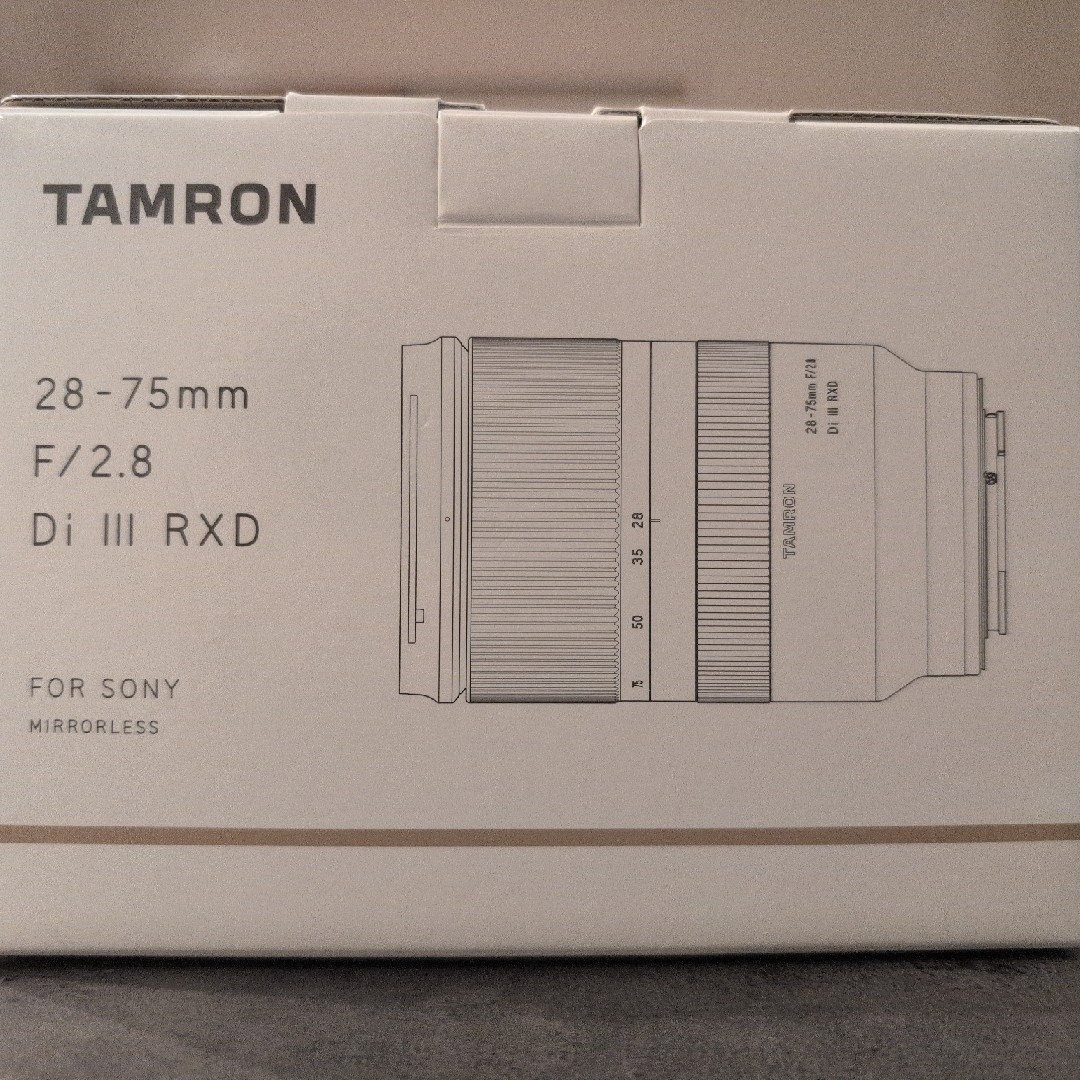 TAMRON
28-75mm
F/2.8
Di III RXD
FOR SONY
MIRRORLESS
28
35
50
75
TAMRON
28-75mm F/2.8
Di III RXD